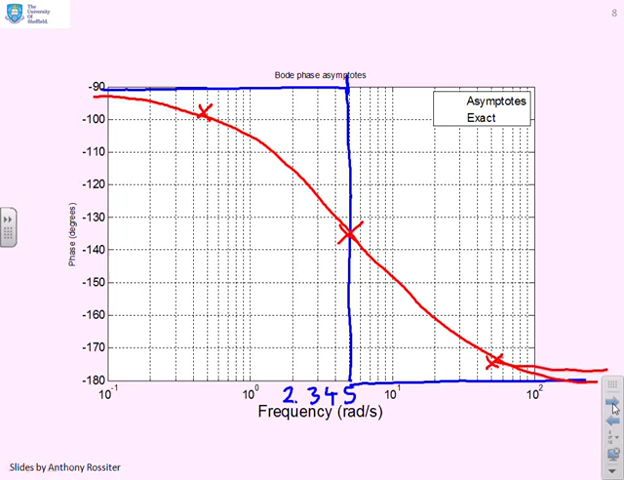 The
University
Of
Sheffield.
8
Bode phase asymptotes
-90
-100
-110
-120
-130
-140
-150
-160
-170
-180
Phase (degrees)
Asymptotes
Exact
10-1
100
101
102
2.345
Frequency (rad/s)
Slides by Anthony Rossiter